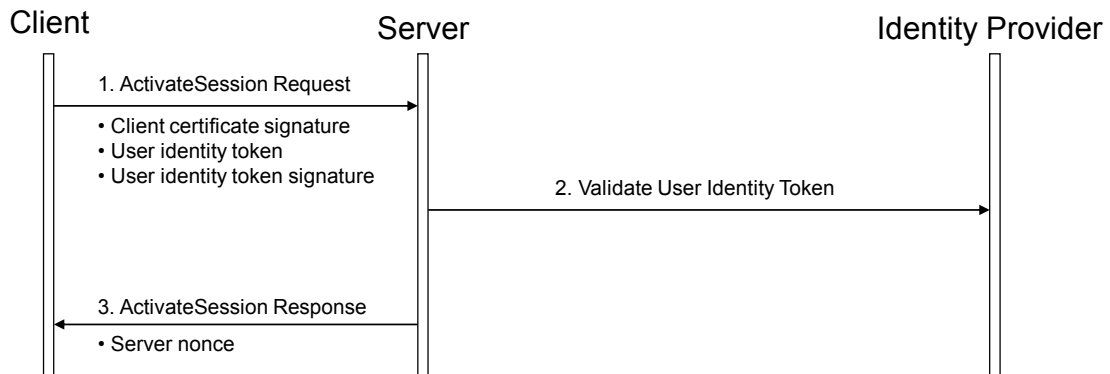 Client
Server
Identity Provider
1. ActivateSession Request
• Client certificate signature
• User identity token
• User identity token signature
2. Validate User Identity Token
3. ActivateSession Response
• Server nonce